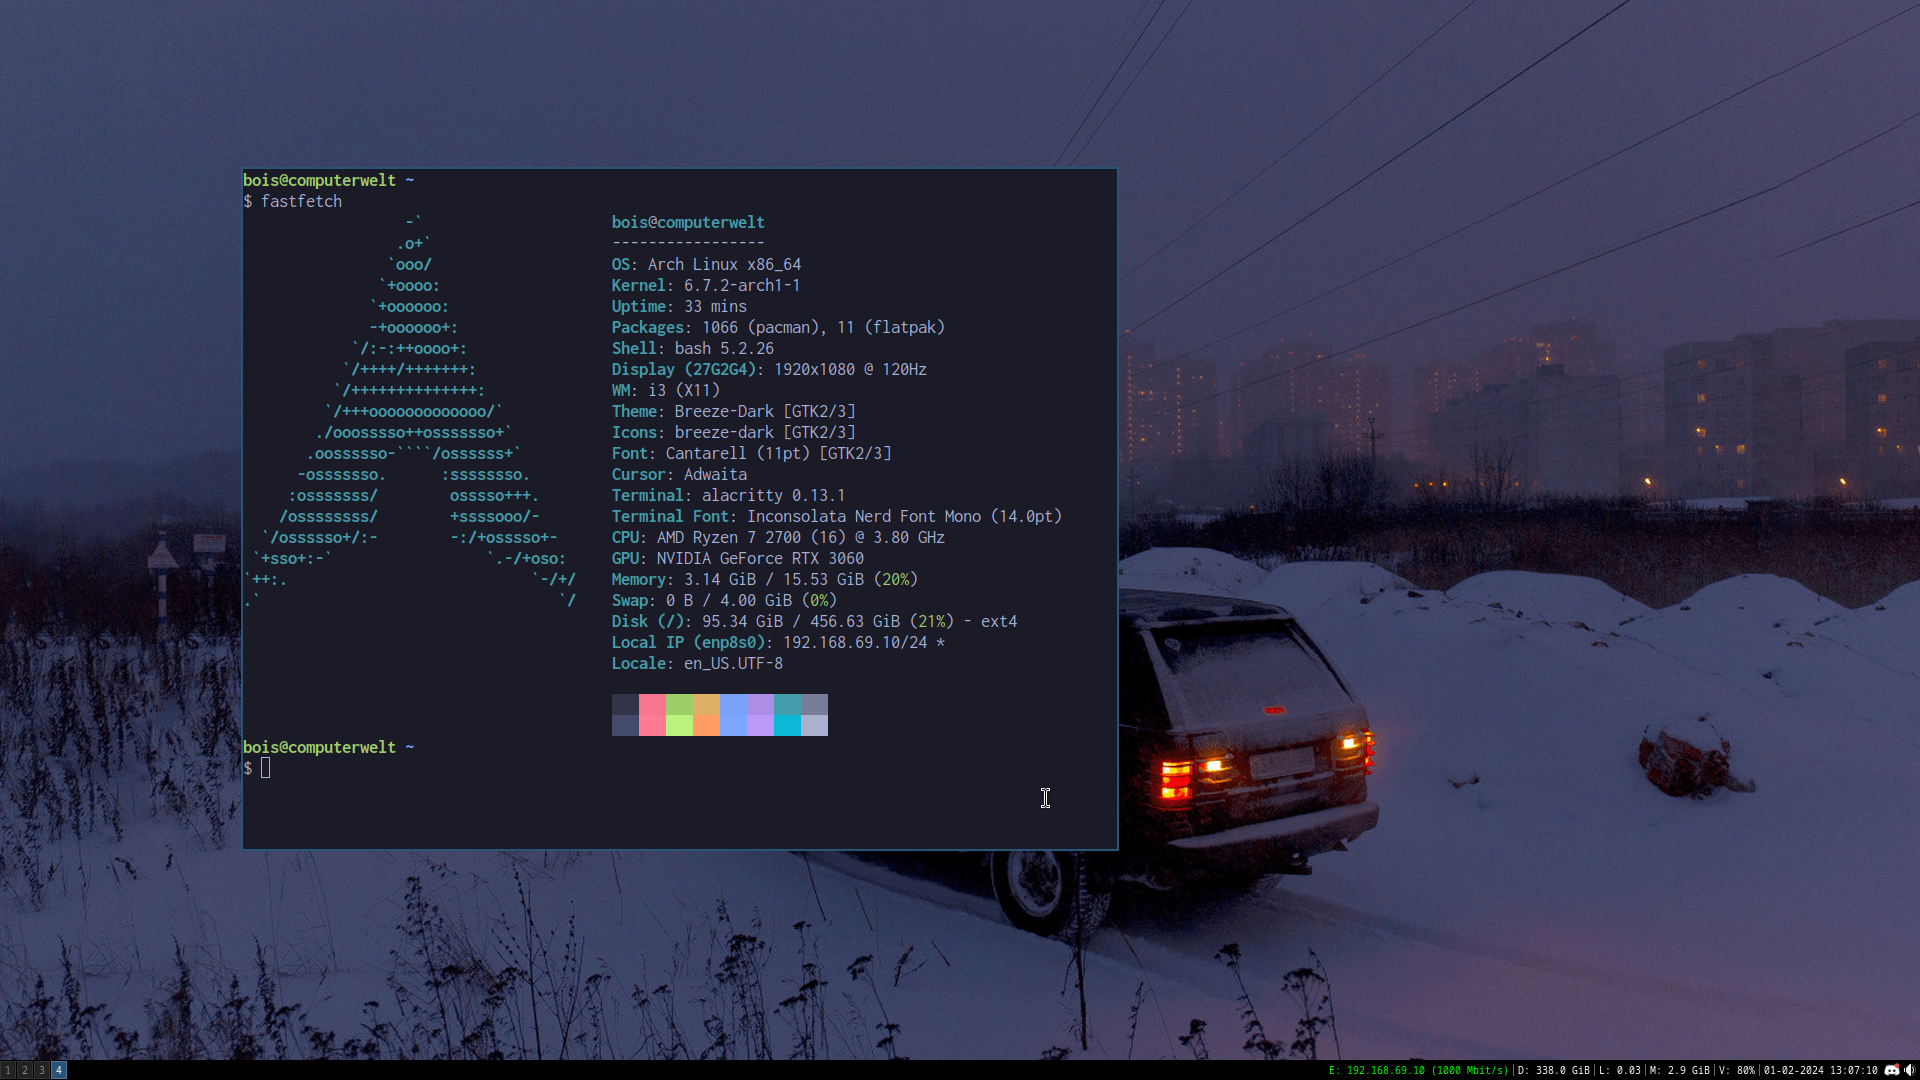 bois@computerwelt ~
$ fastfetch
-`
.o+`
`ooo/
`+oooo:
`+oooooo:
-+oooooo+:
`/:-:++oooo+:
`/++++/+++++++:
`/++++++++++++++:
`/+++ooooooooooooo/`
./ooosssso++osssssso+`
.oossssso-````/ossssss+`
-osssssso.      :ssssssso.
:osssssss/        osssso+++.
/ossssssss/        +ssssooo/-
`/ossssso+/:-        -:/+osssso+-
`+sso+:-`                 `.-/+oso:
`++:.                           `-/+/
.`                                 `/
bois@computerwelt
-----------------
OS: Arch Linux x86_64
Kernel: 6.7.2-arch1-1
Uptime: 33 mins
Packages: 1066 (pacman), 11 (flatpak)
Shell: bash 5.2.26
Display (27G2G4): 1920x1080 @ 120Hz
WM: i3 (X11)
Theme: Breeze-Dark [GTK2/3]
Icons: breeze-dark [GTK2/3]
Font: Cantarell (11pt) [GTK2/3]
Cursor: Adwaita
Terminal: alacritty 0.13.1
Terminal Font: Inconsolata Nerd Font Mono (14.0pt)
CPU: AMD Ryzen 7 2700 (16) @ 3.80 GHz
GPU: NVIDIA GeForce RTX 3060
Memory: 3.14 GiB / 15.53 GiB (20%)
Swap: 0 B / 4.00 GiB (0%)
Disk (/): 95.34 GiB / 456.63 GiB (21%) - ext4
Local IP (enp8s0): 192.168.69.10/24 *
Locale: en_US.UTF-8
bois@computerwelt ~
$
1 2 3 4
E: 192.168.69.10 (1000 Mbit/s) | D: 338.0 GiB | L: 0.03 | M: 2.9 GiB | V: 80% | 01-02-2024 13:07:10